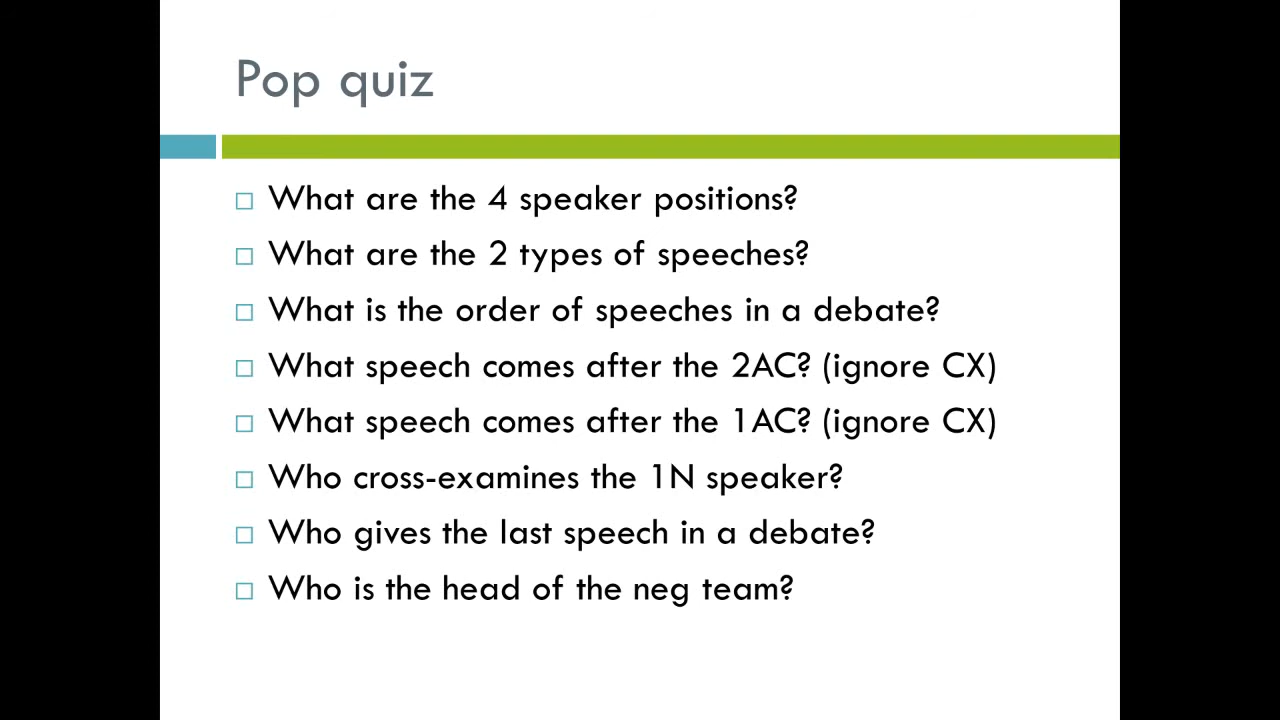 Pop quiz
What are the 4 speaker positions?
What are the 2 types of speeches?
What is the order of speeches in a debate?
What speech comes after the 2AC? (ignore CX)
What speech comes after the 1AC? (ignore CX)
Who cross-examines the 1N speaker?
Who gives the last speech in a debate?
Who is the head of the neg team?